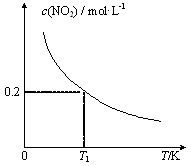 c(NO₂) / mol·L⁻¹
0.2
0 T₁ T/K